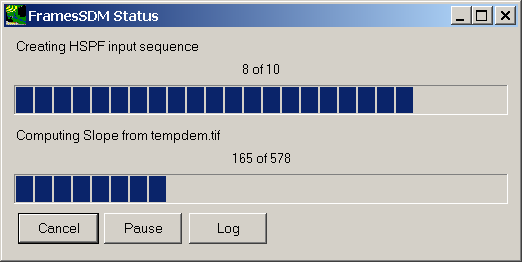 FramesSDM Status
Creating HSPF input sequence
8 of 10
Computing Slope from tempdem.tif
165 of 578
Cancel Pause Log